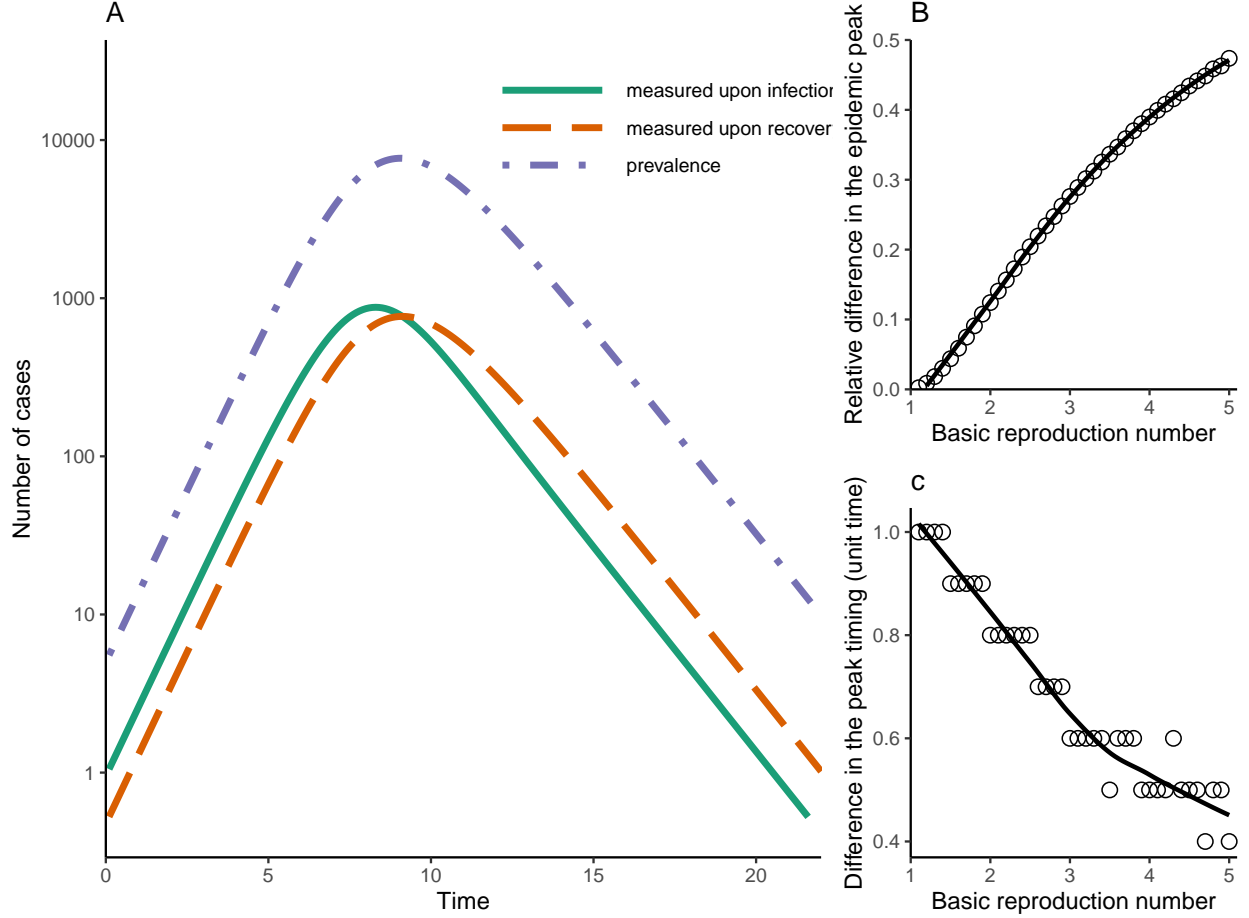 A
measured upon infection
measured upon recover
prevalence
10000
1000
100
10
1
Number of cases
0
5
10
15
20
Time
B
0.5
0.4
0.3
0.2
0.1
0.0
Relative difference in the epidemic peak
1
2
3
4
5
Basic reproduction number
c
1.0
0.8
0.6
0.4
Difference in the peak timing (unit time)
1
2
3
4
5
Basic reproduction number